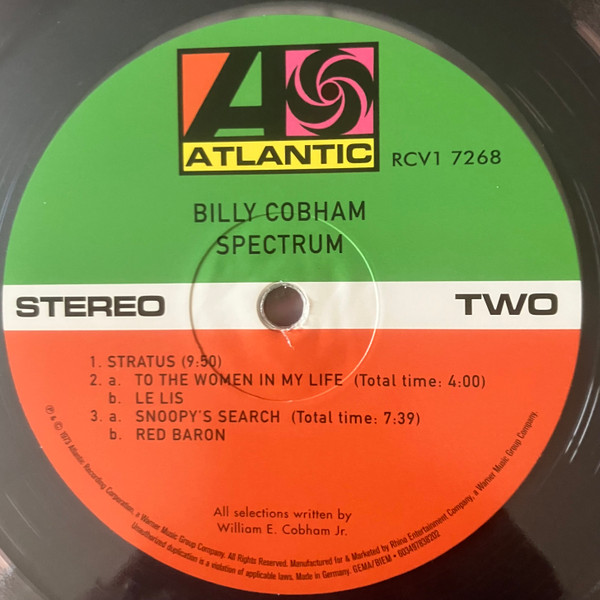 ATLANTIC
RCV1 7268
BILLY COBHAM
SPECTRUM
STEREO
TWO
1. STRATUS (9:50)
2. a. TO THE WOMEN IN MY LIFE (Total time: 4:00)
b. LE LIS
3. a. SNOOPY'S SEARCH (Total time: 7:39)
b. RED BARON
All selections written by
William E. Cobham Jr.
℗ & © 1973 Atlantic Recording Corporation, a Warner Music Group Company. All Rights Reserved. Manufactured for & Marketed by Rhino Entertainment Company, a Warner Music Group Company.
Unauthorized duplication is a violation of applicable laws. Made in Germany. GEMA/BIEM • 603497838202